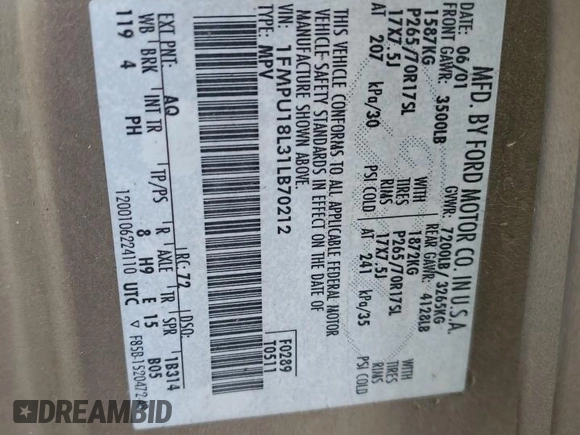 MFD. BY FORD MOTOR CO. IN U.S.A.
DATE: 06/01 GVWR: 7200LB/ 3265KG
FRONT GAWR: 3500LB REAR GAWR: 4128LB
1587KG WITH 1872KG WITH
P265/70R17SL TIRES P265/70R17SL TIRES
17X7.5J RIMS 17X7.5J RIMS
AT 207 kPa/30 PSI COLD AT 241 kPa/35 PSI COLD
THIS VEHICLE CONFORMS TO ALL APPLICABLE FEDERAL MOTOR
VEHICLE SAFETY STANDARDS IN EFFECT ON THE DATE OF
MANUFACTURE SHOWN ABOVE.
VIN: 1FMPU18L31LB70212 F0289
TYPE: MPV T0511
EXT PNT: AQ RC: 72 DSO:
WB BRK INT TR TP/PS R AXLE TR SPR 1B314
119 4 PH 8 H9 E 15 B05
1200106224110 UTC ▽ F85B-1520472-
DREAMBID